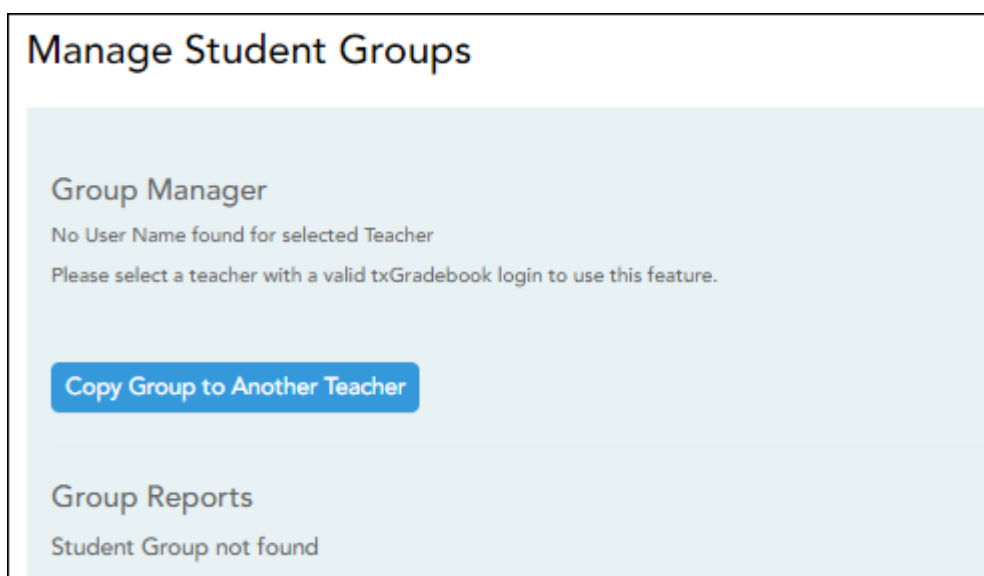 Manage Student Groups
Group Manager
No User Name found for selected Teacher
Please select a teacher with a valid txGradebook login to use this feature.
Copy Group to Another Teacher
Group Reports
Student Group not found